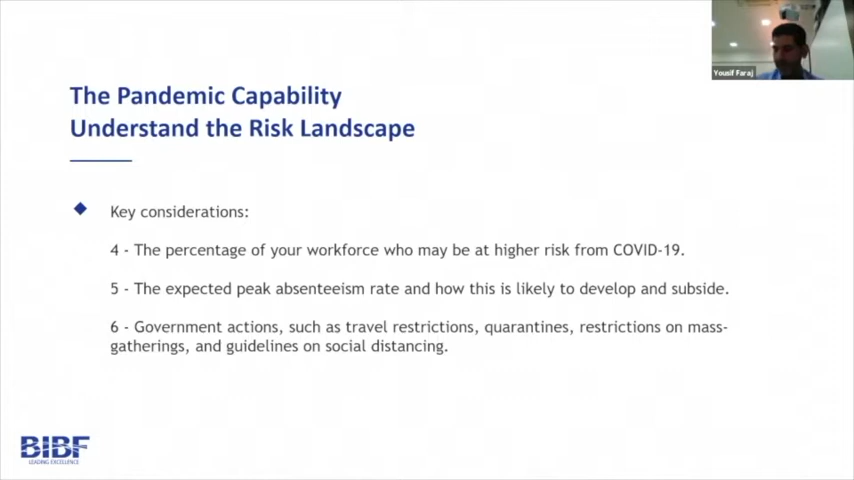 Yousif Faraj
The Pandemic Capability
Understand the Risk Landscape
Key considerations:
4 - The percentage of your workforce who may be at higher risk from COVID-19.
5 - The expected peak absenteeism rate and how this is likely to develop and subside.
6 - Government actions, such as travel restrictions, quarantines, restrictions on mass-
gatherings, and guidelines on social distancing.
BIBF
LEADING EXCELLENCE